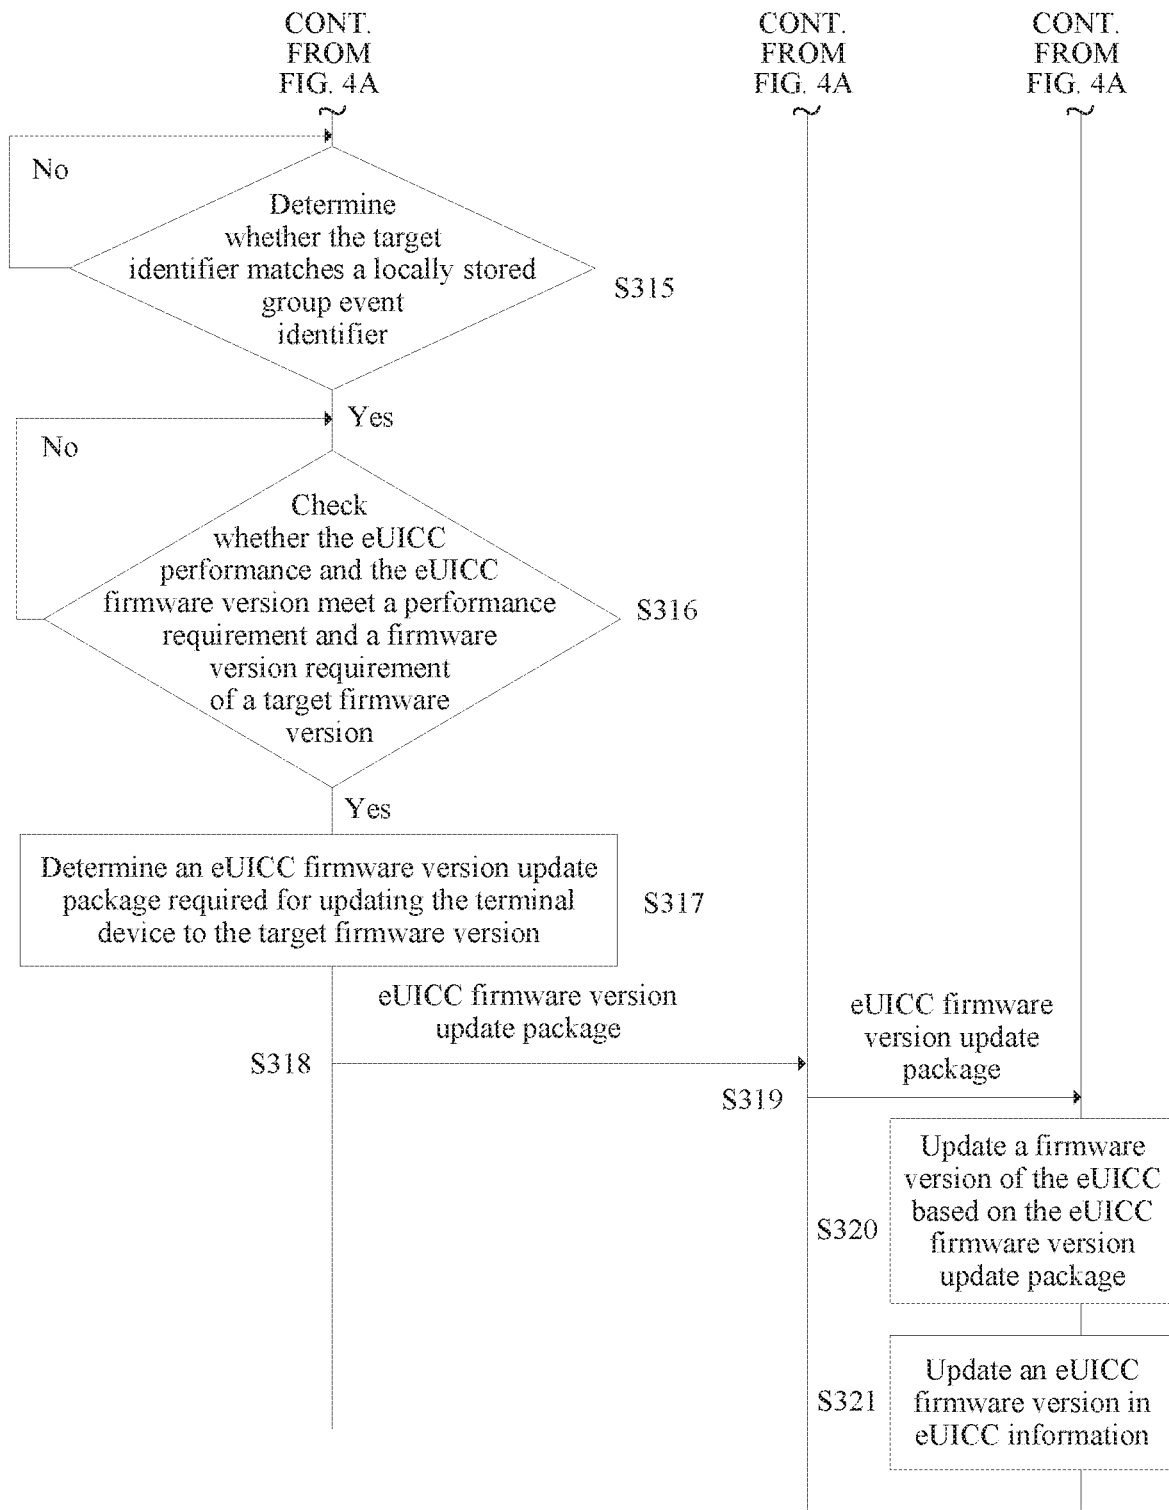 CONT.
FROM
FIG. 4A
CONT.
FROM
FIG. 4A
CONT.
FROM
FIG. 4A
No
Determine
whether the target
identifier matches a locally stored
group event
identifier
S315
Yes
No
Check
whether the eUICC
performance and the eUICC
firmware version meet a performance
requirement and a firmware
version requirement
of a target firmware
version
S316
Yes
Determine an eUICC firmware version update
package required for updating the terminal
device to the target firmware version
S317
eUICC firmware version
update package
S318
eUICC firmware
version update
package
S319
Update a firmware
version of the eUICC
based on the eUICC
firmware version
update package
S320
Update an eUICC
firmware version in
eUICC information
S321